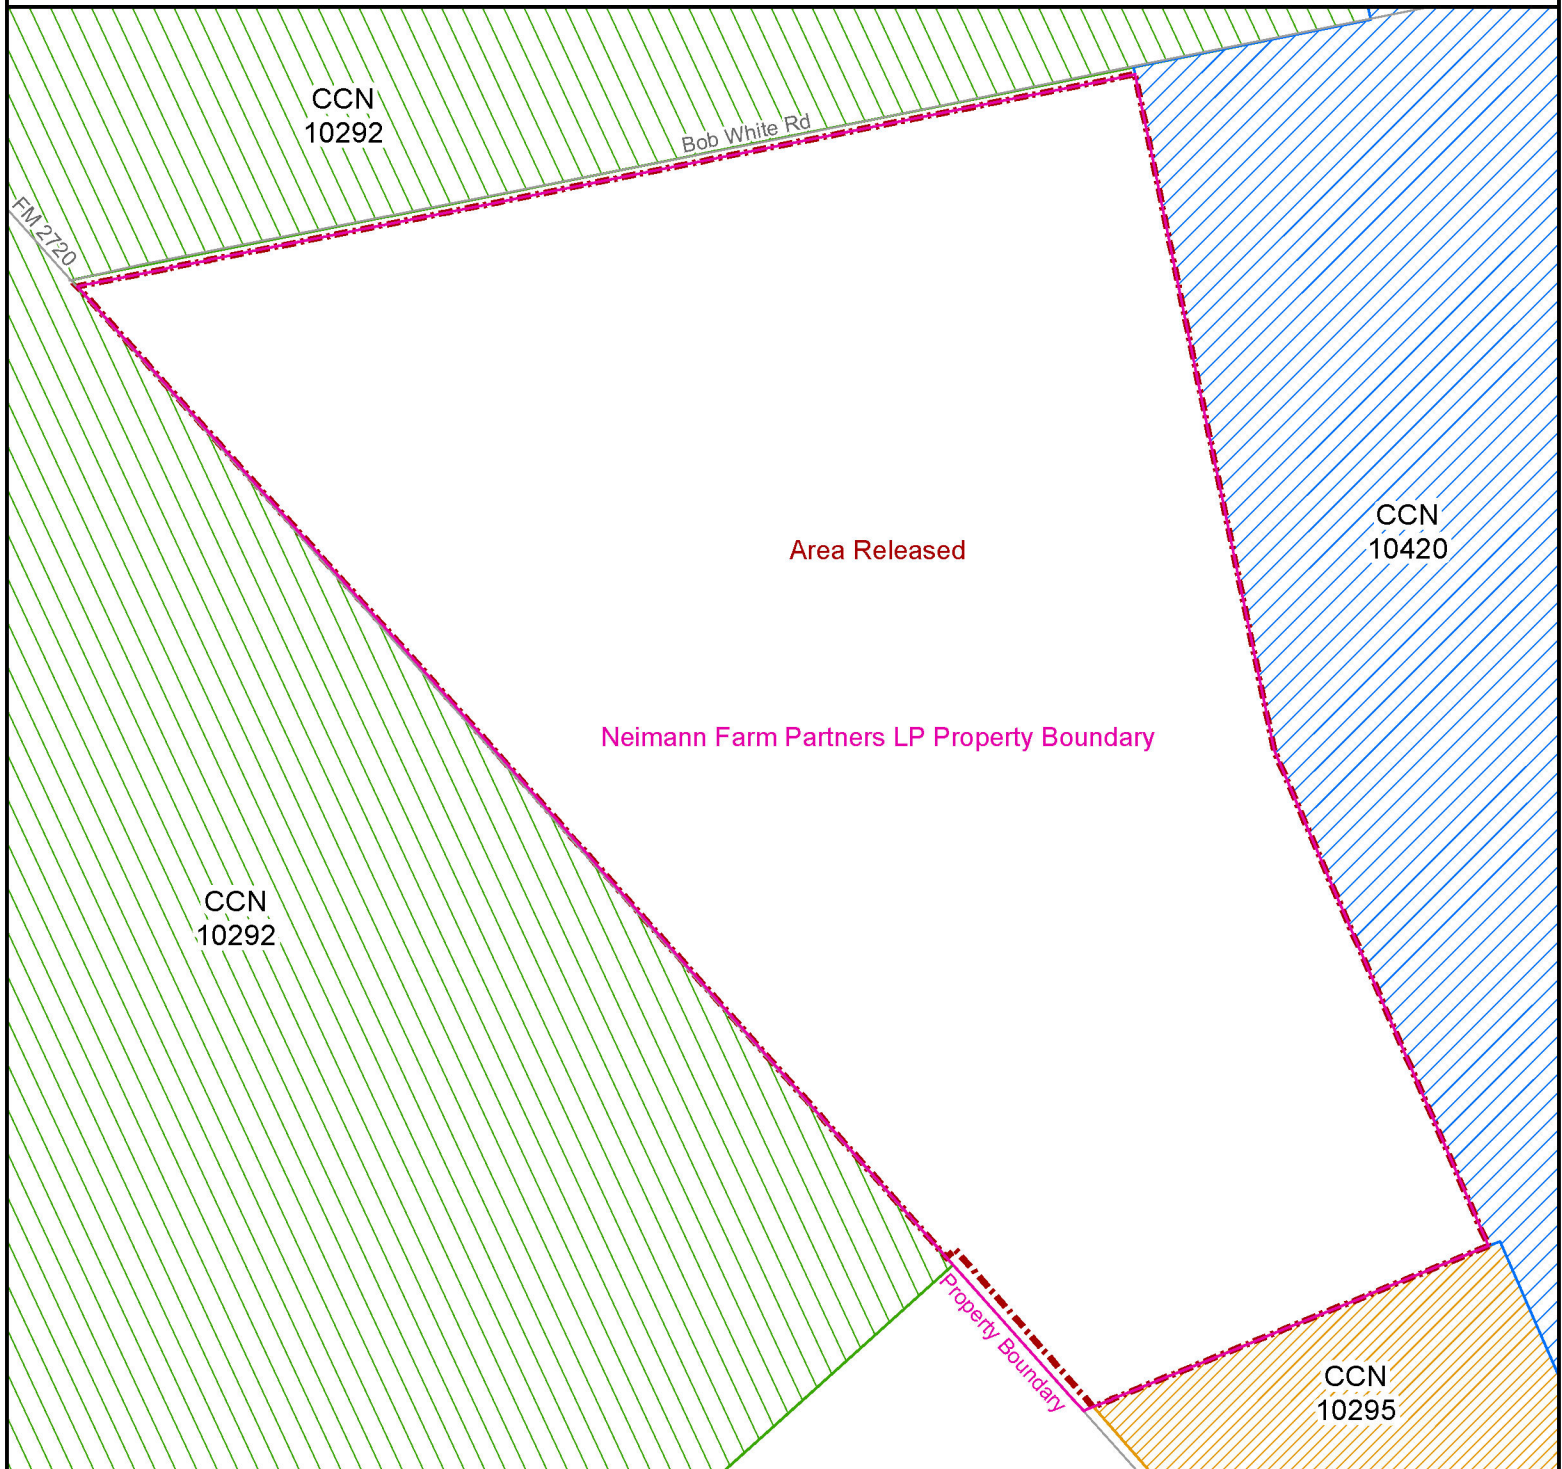 CCN
10292
Bob White Rd
FM 2720
CCN
10420
Area Released
Neimann Farm Partners LP Property Boundary
CCN
10292
Property Boundary
CCN
10295